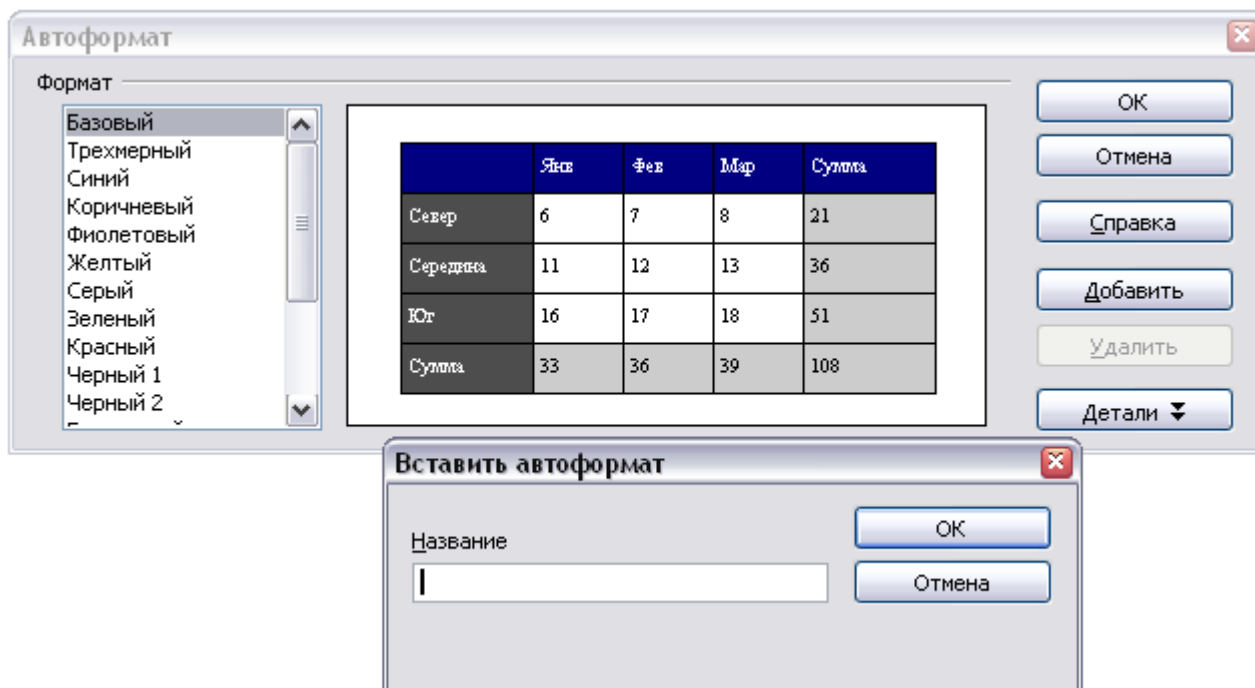 Автоформат
Формат
Базовый
Трехмерный
Синий
Коричневый
Фиолетовый
Желтый
Серый
Зеленый
Красный
Черный 1
Черный 2
Янв Фев Мар Сумма
Север 6 7 8 21
Середина 11 12 13 36
Юг 16 17 18 51
Сумма 33 36 39 108
ОК
Отмена
Справка
Добавить
Удалить
Детали
Вставить автоформат
Название
ОК
Отмена